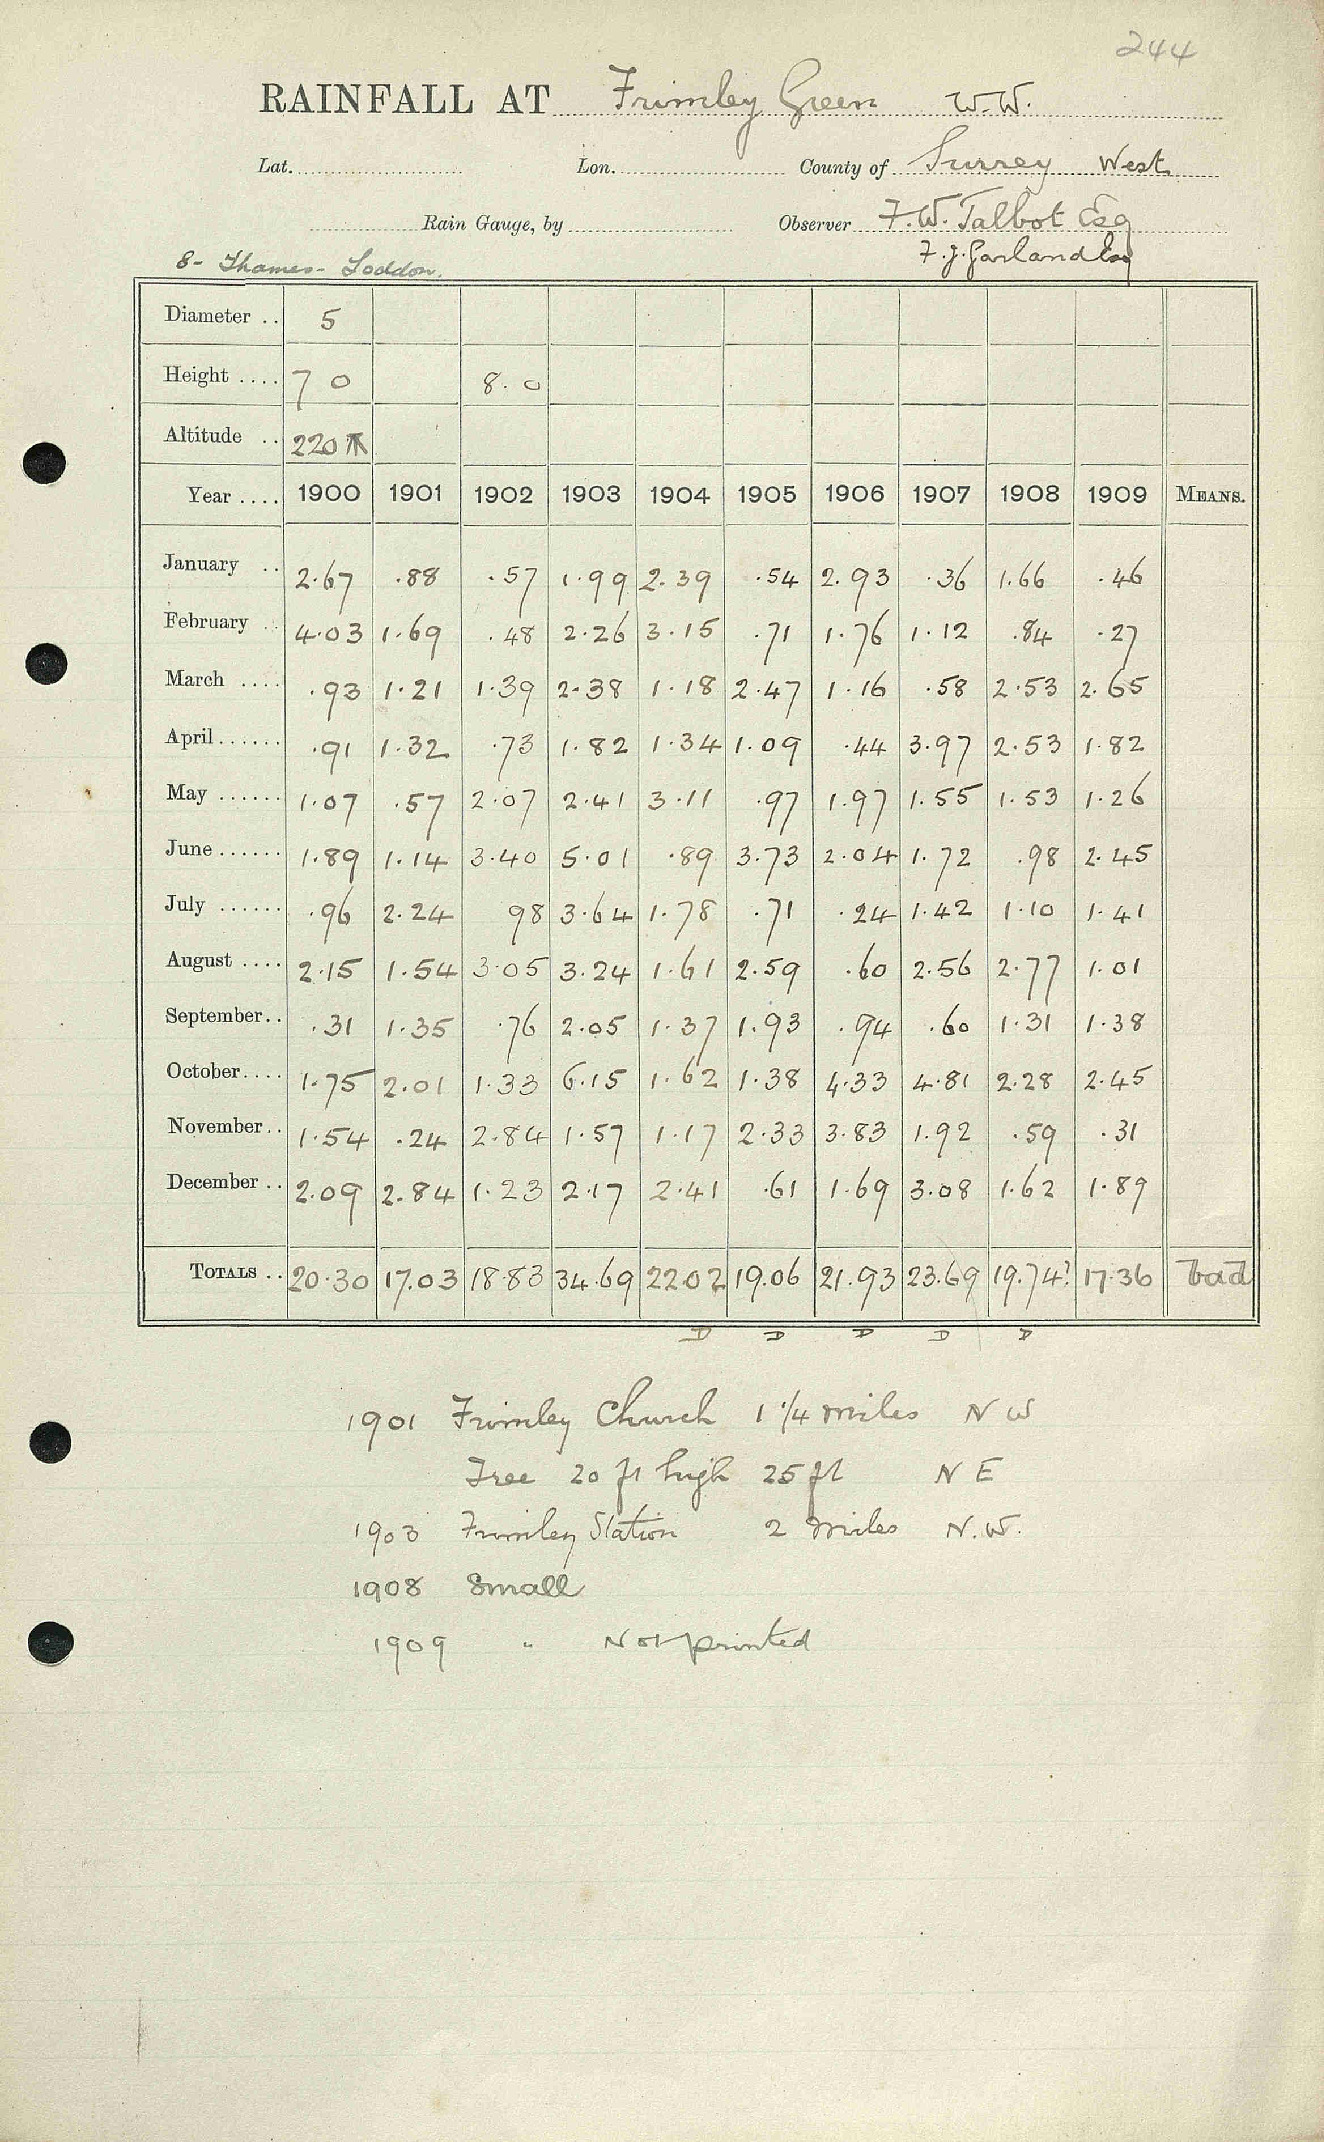 244
RAINFALL AT Frimley Green W.W.
Lat. Lon. County of Surrey West
Rain Gauge, by Observer F.W. Talbot Esq
F.J. Garland Esq
8- Thames- Loddon.
Diameter .. 5
Height .... 7 0 8. 0
Altitude .. 220
Year .... 1900 1901 1902 1903 1904 1905 1906 1907 1908 1909 MEANS.
January .. 2.67 .88 .57 1.99 2.39 .54 2.93 .36 1.66 .46
February .. 4.03 1.69 .48 2.26 3.15 .71 1.76 1.12 .84 .27
March .... .93 1.21 1.39 2.38 1.18 2.47 1.16 .58 2.53 2.65
April...... .91 1.32 .73 1.82 1.34 1.09 .44 3.97 2.53 1.82
May ...... 1.07 .57 2.07 2.41 3.11 .97 1.97 1.55 1.53 1.26
June...... 1.89 1.14 3.40 5.01 .89 3.73 2.04 1.72 .98 2.45
July ...... .96 2.24 98 3.64 1.78 .71 .24 1.42 1.10 1.41
August .... 2.15 1.54 3.05 3.24 1.61 2.59 .60 2.56 2.77 1.01
September.. .31 1.35 .76 2.05 1.37 1.93 .94 .60 1.31 1.38
October.... 1.75 2.01 1.33 6.15 1.62 1.38 4.33 4.81 2.28 2.45
November.. 1.54 .24 2.84 1.57 1.17 2.33 3.83 1.92 .59 .31
December .. 2.09 2.84 1.23 2.17 2.41 .61 1.69 3.08 1.62 1.89
TOTALS .. 20.30 17.03 18.83 34.69 22.02 19.06 21.93 23.69 19.74? 17.36 bad
D D D D D
1901 Frimley Church 1 1/4 miles N W
Tree 20 ft high 25 ft N E
1903 Frimley Station 2 miles N.W.
1908 Small
1909 " Not printed